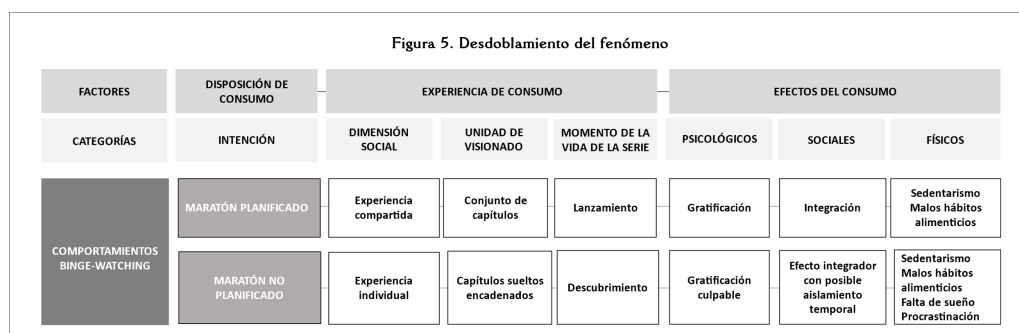 Figura 5. Desdoblamiento del fenómeno
FACTORES
DISPOSICIÓN DE
CONSUMO
EXPERIENCIA DE CONSUMO
EFECTOS DEL CONSUMO
CATEGORÍAS
INTENCIÓN
DIMENSIÓN
SOCIAL
UNIDAD DE
VISIONADO
MOMENTO DE LA
VIDA DE LA SERIE
PSICOLÓGICOS
SOCIALES
FÍSICOS
COMPORTAMIENTOS
BINGE-WATCHING
MARATÓN PLANIFICADO
Experiencia
compartida
Conjunto de
capítulos
Lanzamiento
Gratificación
Integración
Sedentarismo
Malos hábitos
alimenticios
MARATÓN NO
PLANIFICADO
Experiencia
individual
Capítulos sueltos
encadenados
Descubrimiento
Gratificación
culpable
Efecto integrador
con posible
aislamiento
temporal
Sedentarismo
Malos hábitos
alimenticios
Falta de sueño
Procrastinación